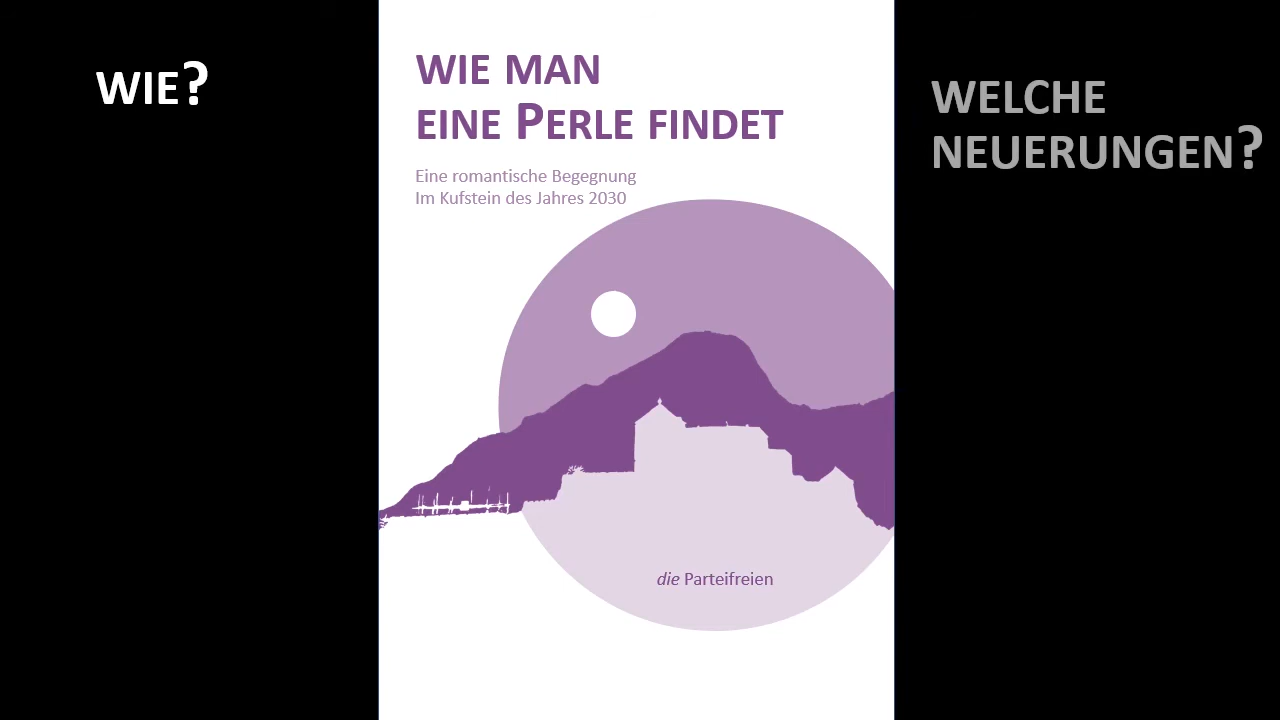 WIE?
WIE MAN
EINE PERLE FINDET
Eine romantische Begegnung
Im Kufstein des Jahres 2030
die Parteifreien
WELCHE
NEUERUNGEN?